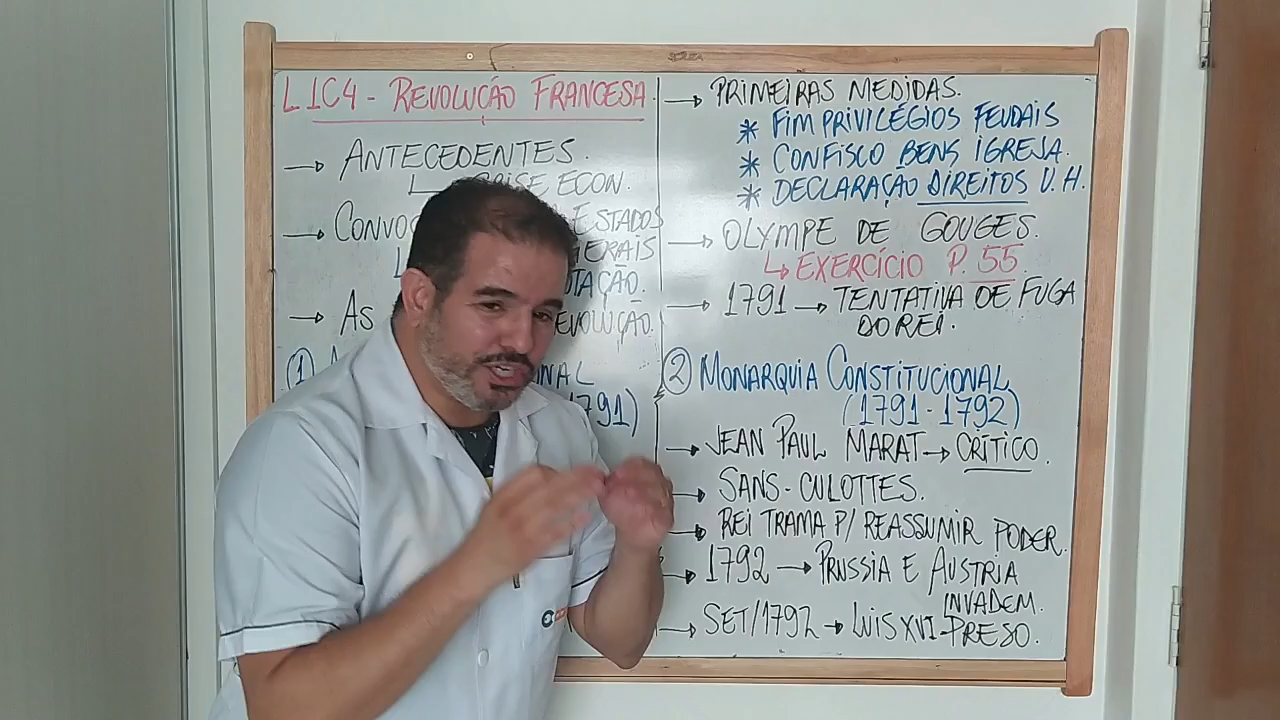 L1C4 - REVOLUÇÃO FRANCESA
→ ANTECEDENTES.
CRISE ECON.
→ CONVOC ESTADOS
GERAIS
TAÇÃO.
→ AS EVOLUÇÃO.
① NAL
1791)
→ PRIMEIRAS MEDIDAS.
* FIM PRIVILÉGIOS FEUDAIS
* CONFISCO BENS IGREJA.
* DECLARAÇÃO DIREITOS U.H.
→ OLYMPE DE GOUGES.
↳ EXERCÍCIO P. 55
→ 1791 → TENTATIVA DE FUGA
DO REI.
② MONARQUIA CONSTITUCIONAL
(1791-1792)
→ JEAN PAUL MARAT → CRÍTICO.
→ SANS-CULOTTES.
→ REI TRAMA P/ REASSUMIR PODER.
→ 1792 → PRUSSIA E ÁUSTRIA
INVADEM.
→ SET/1792 → LUIS XVI - PRESO.